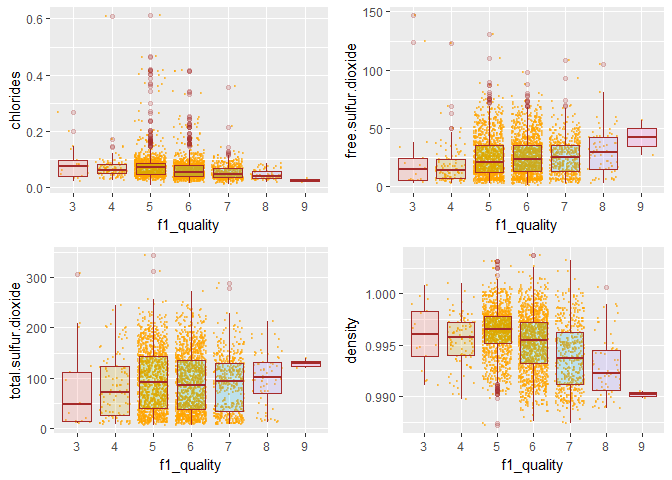 chlorides
0.6
0.4
0.2
0.0
3 4 5 6 7 8 9
f1_quality
free.sulfur.dioxide
150
100
50
0
3 4 5 6 7 8 9
f1_quality
total.sulfur.dioxide
300
200
100
0
3 4 5 6 7 8 9
f1_quality
density
1.000
0.995
0.990
3 4 5 6 7 8 9
f1_quality